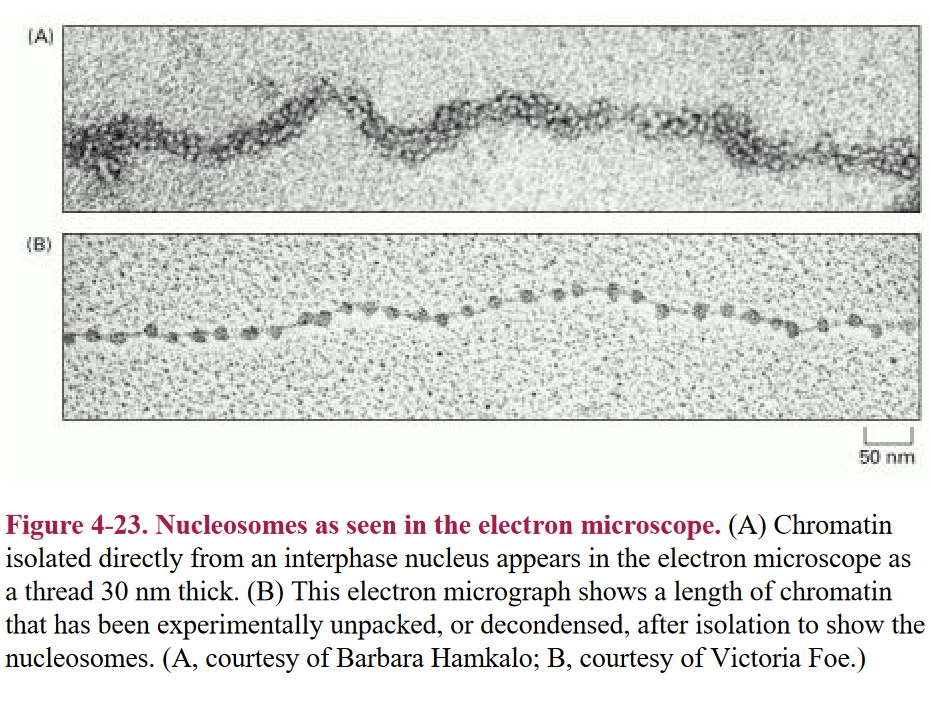 (A)
(B)
50 nm
Figure 4-23. Nucleosomes as seen in the electron microscope. (A) Chromatin
isolated directly from an interphase nucleus appears in the electron microscope as
a thread 30 nm thick. (B) This electron micrograph shows a length of chromatin
that has been experimentally unpacked, or decondensed, after isolation to show the
nucleosomes. (A, courtesy of Barbara Hamkalo; B, courtesy of Victoria Foe.)